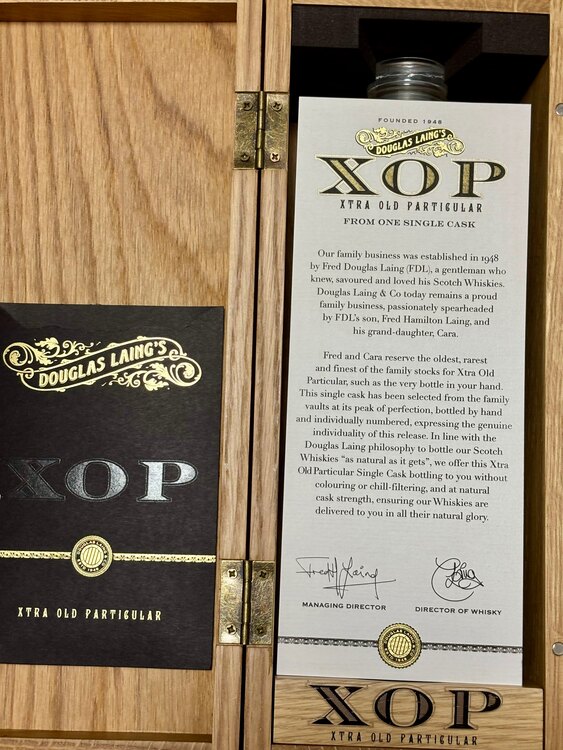 DOUGLAS LAING'S
XOP
XTRA OLD PARTICULAR
FOUNDED 1948
DOUGLAS LAING'S
XOP
XTRA OLD PARTICULAR
FROM ONE SINGLE CASK
Our family business was established in 1948
by Fred Douglas Laing (FDL), a gentleman who
knew, savoured and loved his Scotch Whiskies.
Douglas Laing & Co today remains a proud
family business, passionately spearheaded
by FDL's son, Fred Hamilton Laing, and
his grand-daughter, Cara.
Fred and Cara reserve the oldest, rarest
and finest of the family stocks for Xtra Old
Particular, such as the very bottle in your hand.
This single cask has been selected from the family
vaults at its peak of perfection, bottled by hand
and individually numbered, expressing the genuine
individuality of this release. In line with the
Douglas Laing philosophy to bottle our Scotch
Whiskies “as natural as it gets”, we offer this Xtra
Old Particular Single Cask bottling to you without
colouring or chill-filtering, and at natural
cask strength, ensuring our Whiskies are
delivered to you in all their natural glory.
MANAGING DIRECTOR
DIRECTOR OF WHISKY
XOP
XTRA OLD PARTICULAR